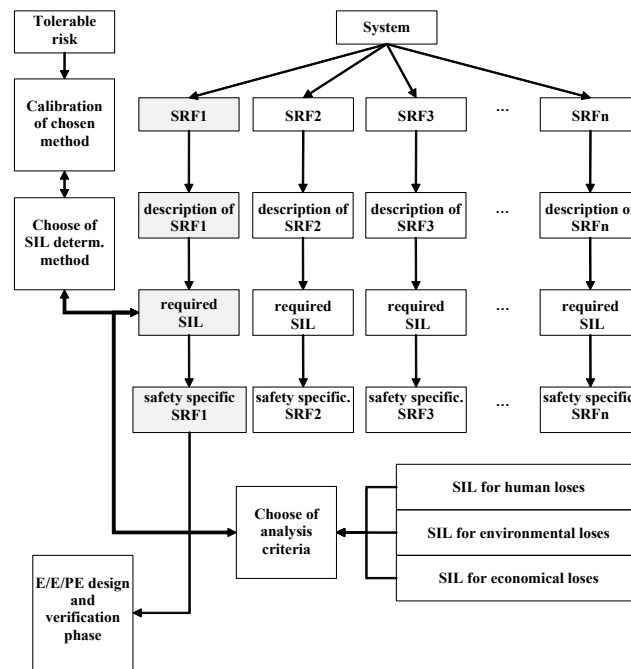 Tolerable
risk
System
Calibration
of chosen
method
SRF1
SRF2
SRF3
...
SRFn
Choose of
SIL determ.
method
description of
SRF1
description of
SRF2
description of
SRF3
...
description of
SRFn
required
SIL
required
SIL
required
SIL
...
required
SIL
safety specific
SRF1
safety specific.
SRF2
safety specific.
SRF3
...
safety specific
SRFn
Choose of
analysis
criteria
SIL for human loses
SIL for environmental loses
SIL for economical loses
E/E/PE design
and
verification
phase